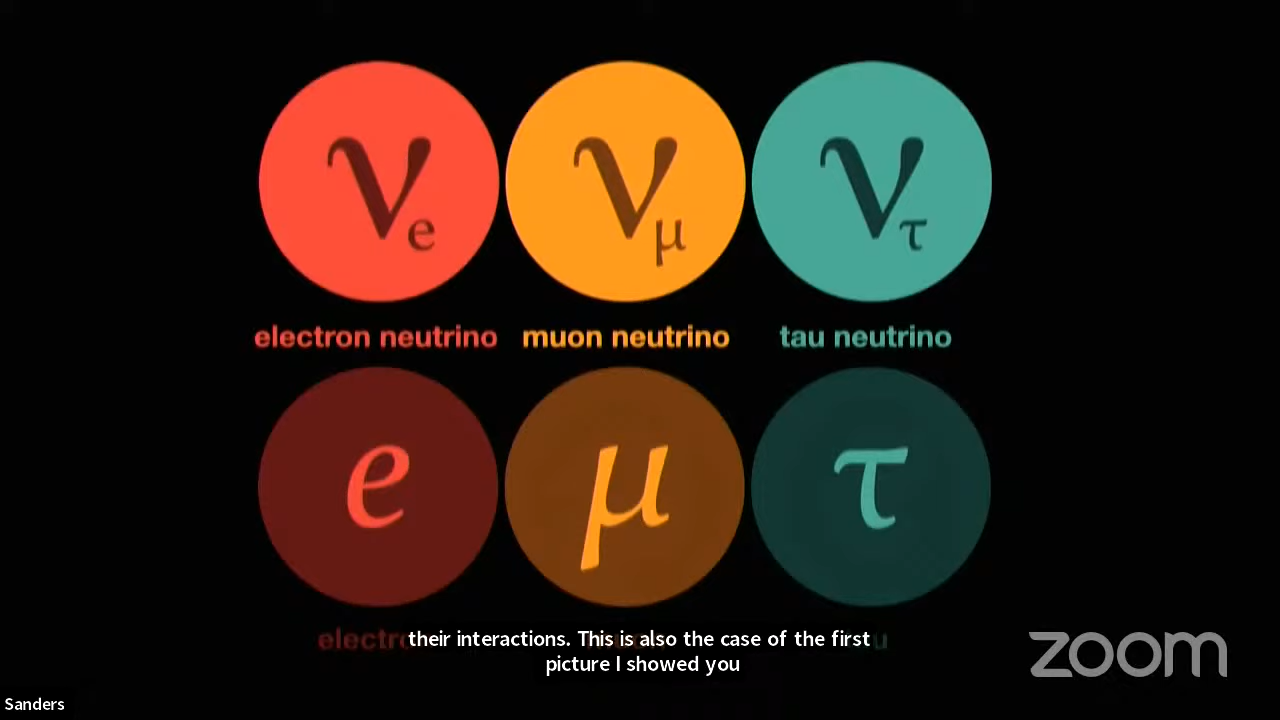 νe νμ ντ
electron neutrino muon neutrino tau neutrino
e μ τ
electro
their interactions. This is also the case of the first
picture I showed you
zoom
Sanders